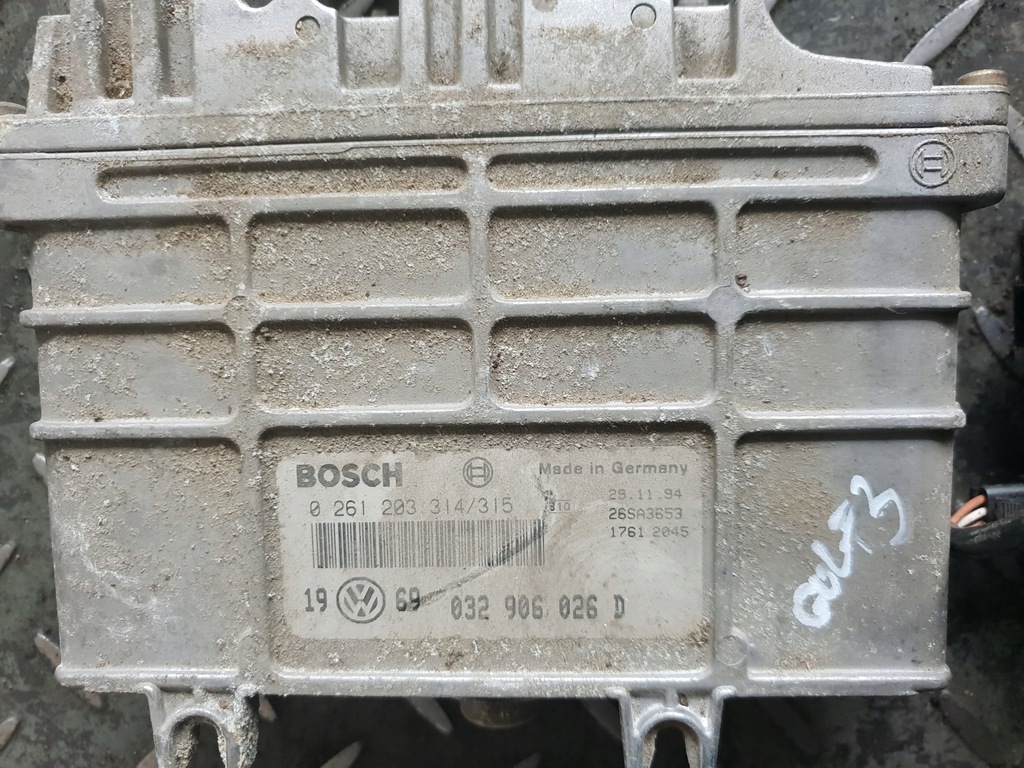 BOSCH
Made in Germany
0 261 203 314/315
28.11.94
26SA3653
1761 2045
19 69 032 906 026 D
GOLF3